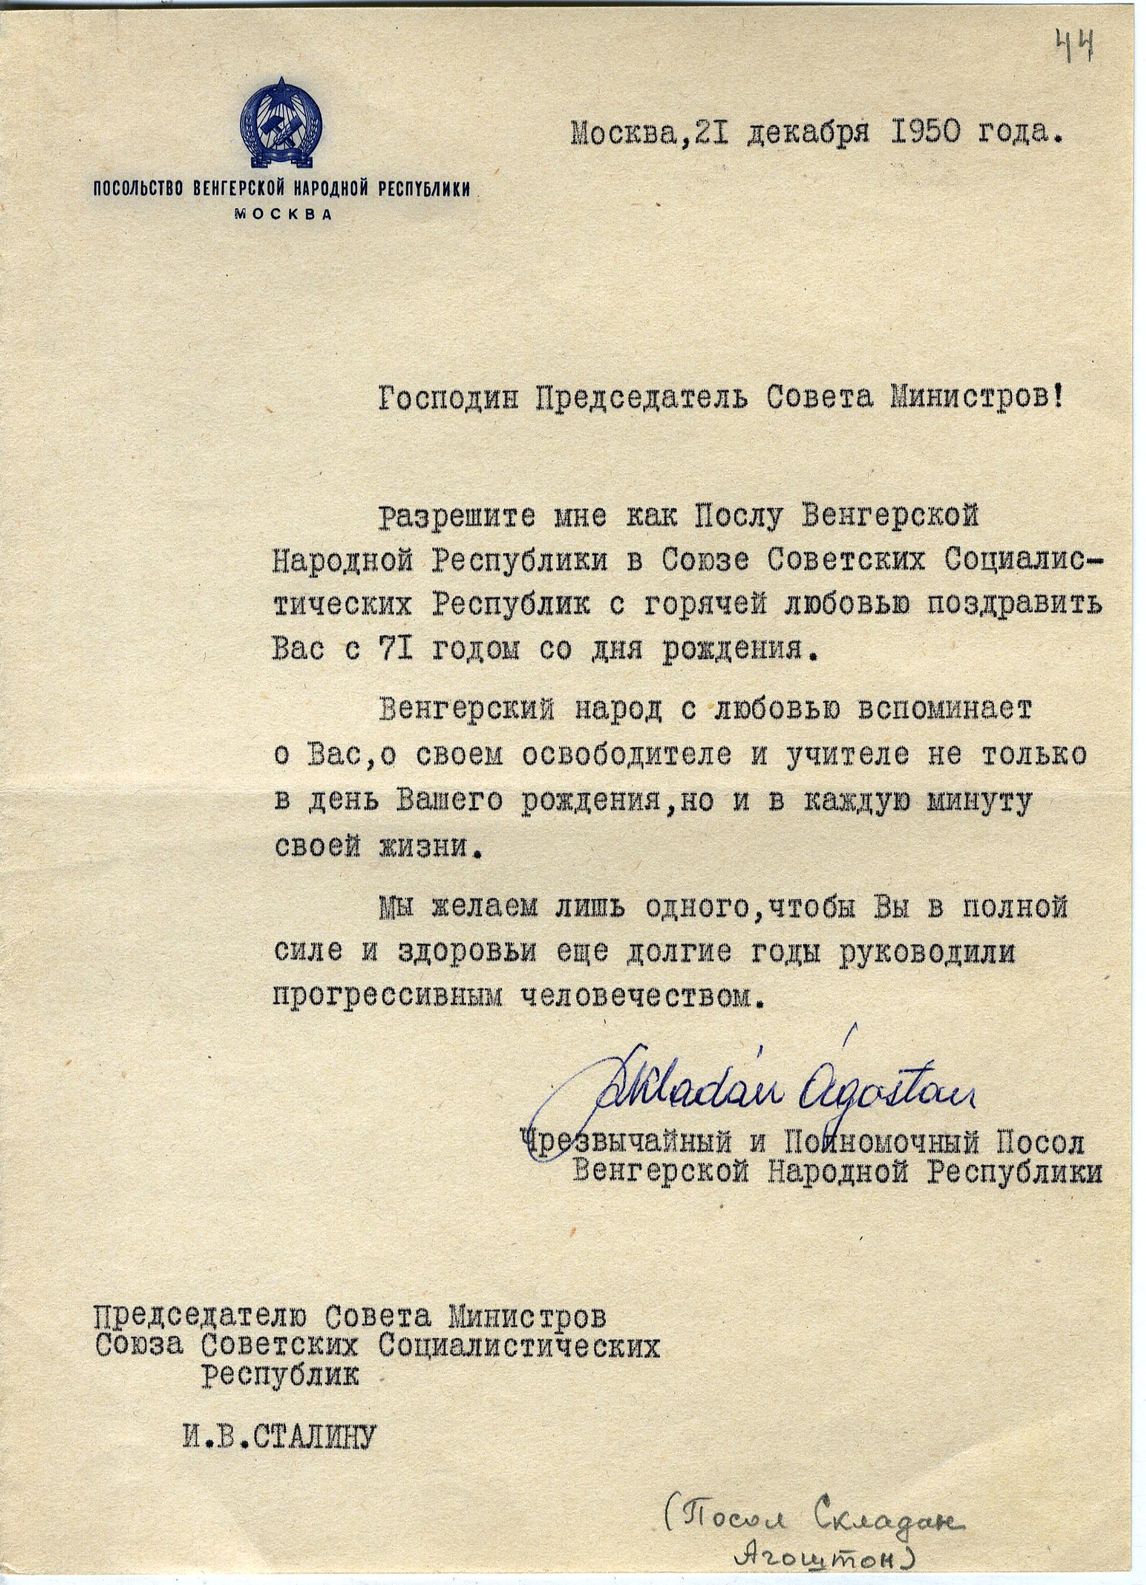 44
ПОСОЛЬСТВО ВЕНГЕРСКОЙ НАРОДНОЙ РЕСПУБЛИКИ
МОСКВА
Москва,2I декабря I950 года.
Господин Председатель Совета Министров!
Разрешите мне как Послу Венгерской
Народной Республики в Союзе Советских Социалис-
тических Республик с горячей любовью поздравить
Вас с 7I годом со дня рождения.
Венгерский народ с любовью вспоминает
о Вас,о своем освободителе и учителе не только
в день Вашего рождения,но и в каждую минуту
своей жизни.
Мы желаем лишь одного,чтобы Вы в полной
силе и здоровьи еще долгие годы руководили
прогрессивным человечеством.
Szkladán Ágoston
Чрезвычайный и Полномочный Посол
Венгерской Народной Республики
Председателю Совета Министров
Союза Советских Социалистических
Республик
И.В.СТАЛИНУ
(Посол Складан
Агоштон)